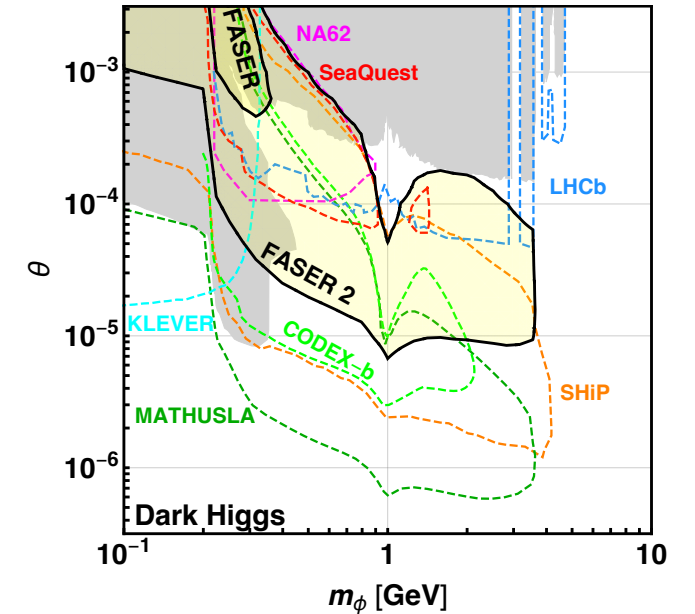 NA62
FASER
SeaQuest
10⁻³
LHCb
10⁻⁴
θ
FASER 2
KLEVER
CODEX-b
10⁻⁵
SHiP
MATHUSLA
10⁻⁶
Dark Higgs
10⁻¹
1
10
m_ϕ [GeV]